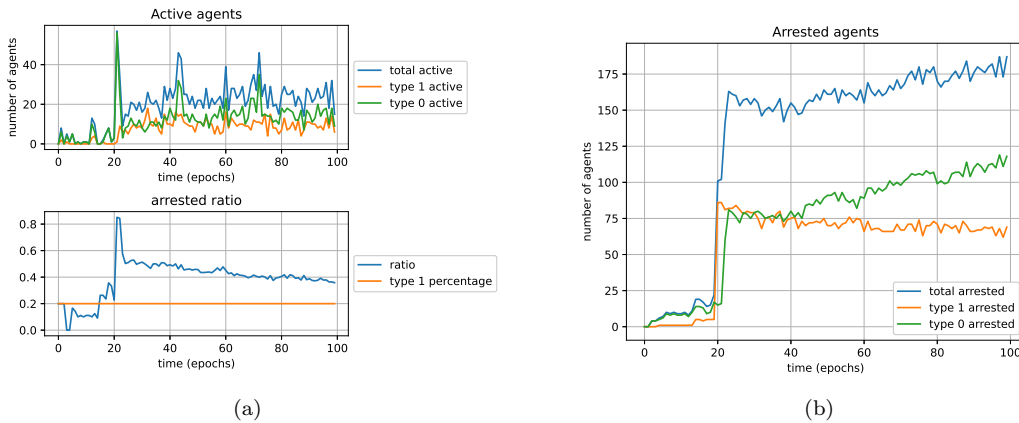 Active agents
number of agents
40
20
0
0 20 40 60 80 100
time (epochs)
total active
type 1 active
type 0 active
arrested ratio
0.8
0.6
0.4
0.2
0.0
0 20 40 60 80 100
time (epochs)
ratio
type 1 percentage
(a)
Arrested agents
number of agents
175
150
125
100
75
50
25
0
0 20 40 60 80 100
time (epochs)
total arrested
type 1 arrested
type 0 arrested
(b)